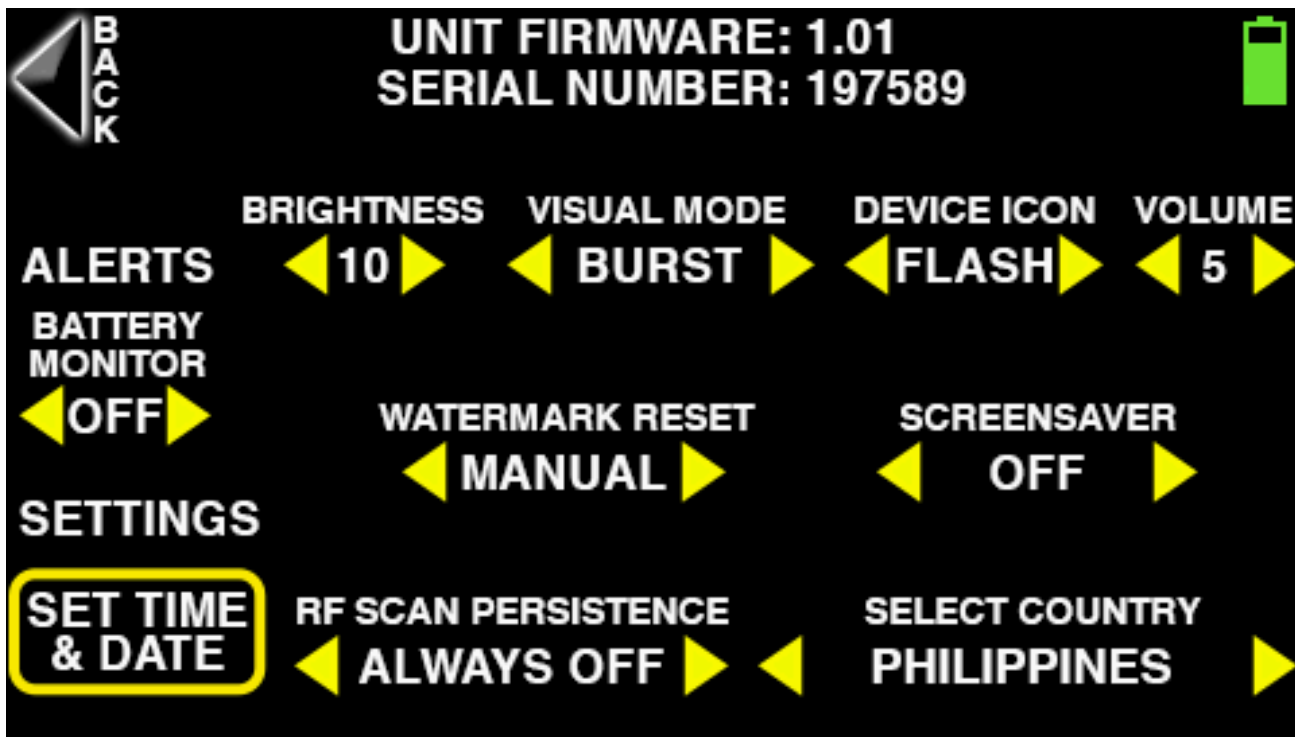 BACK
UNIT FIRMWARE: 1.01
SERIAL NUMBER: 197589
BRIGHTNESS VISUAL MODE DEVICE ICON VOLUME
ALERTS 10 BURST FLASH 5
BATTERY
MONITOR
OFF
WATERMARK RESET SCREENSAVER
MANUAL OFF
SETTINGS
SET TIME
& DATE
RF SCAN PERSISTENCE SELECT COUNTRY
ALWAYS OFF PHILIPPINES